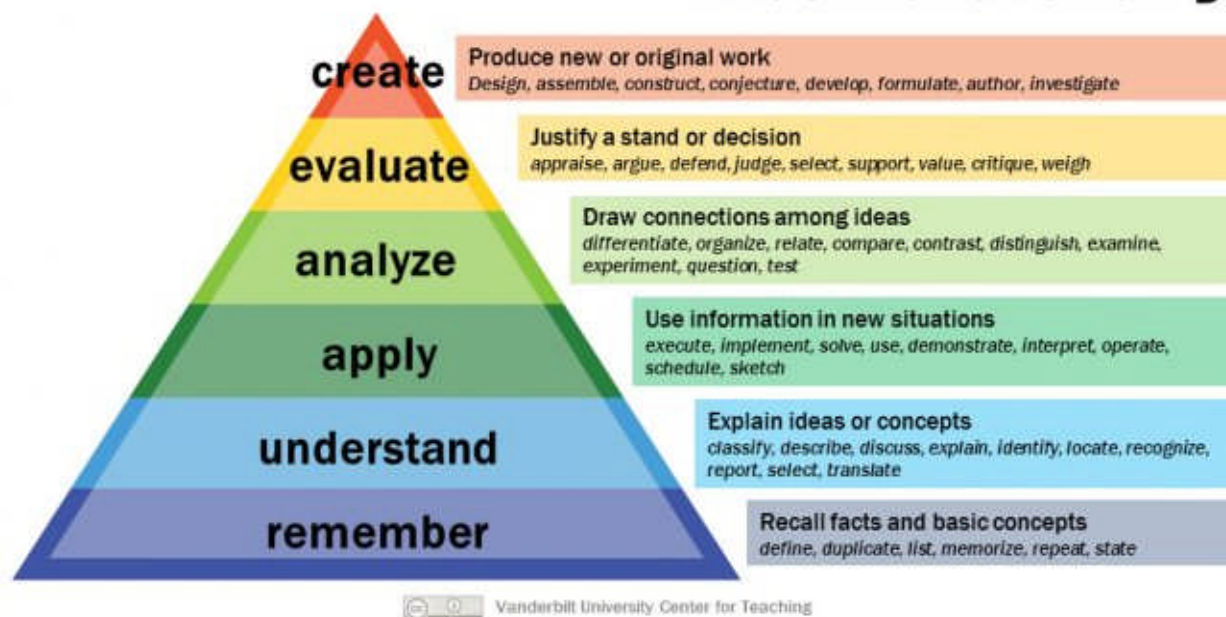 create
Produce new or original work
Design, assemble, construct, conjecture, develop, formulate, author, investigate
evaluate
Justify a stand or decision
appraise, argue, defend, judge, select, support, value, critique, weigh
analyze
Draw connections among ideas
differentiate, organize, relate, compare, contrast, distinguish, examine,
experiment, question, test
apply
Use information in new situations
execute, implement, solve, use, demonstrate, interpret, operate,
schedule, sketch
understand
Explain ideas or concepts
classify, describe, discuss, explain, identify, locate, recognize,
report, select, translate
remember
Recall facts and basic concepts
define, duplicate, list, memorize, repeat, state
Vanderbilt University Center for Teaching